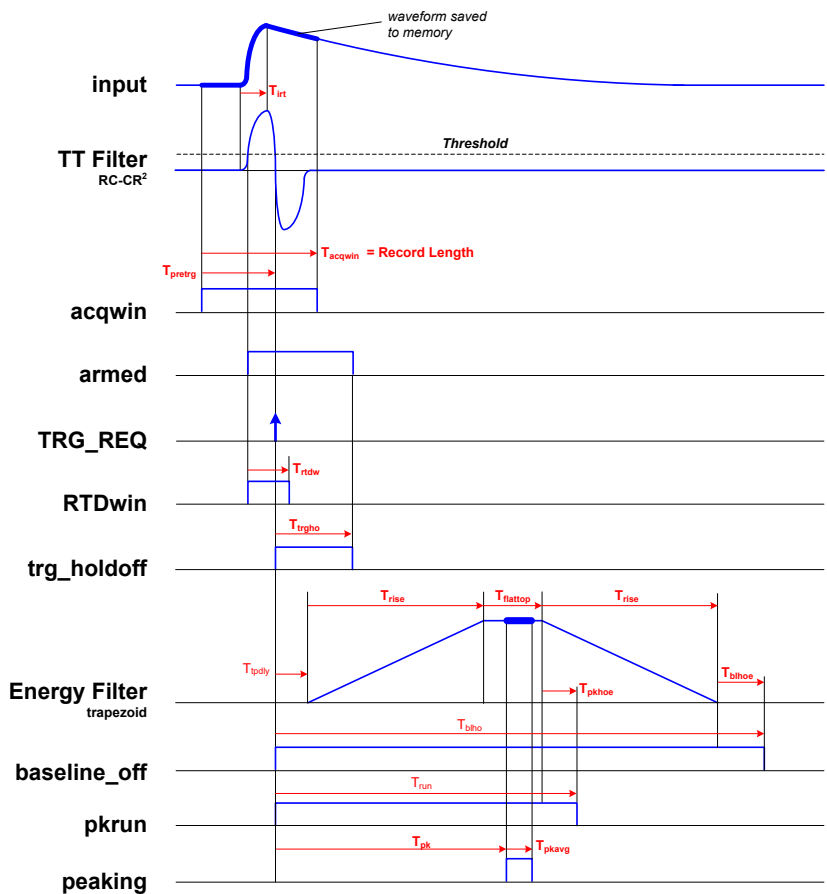 waveform saved
to memory
input
Tirt
Threshold
TT Filter
RC-CR²
Tacqwin = Record Length
Tpretrg
acqwin
armed
TRG_REQ
Trtdw
RTDwin
Ttrgho
trg_holdoff
Trise
Tflattop
Trise
Ttpdly
Tblhoe
Energy Filter
trapezoid
Tpkhoe
Tblho
baseline_off
Trun
pkrun
Tpk
Tpkavg
peaking